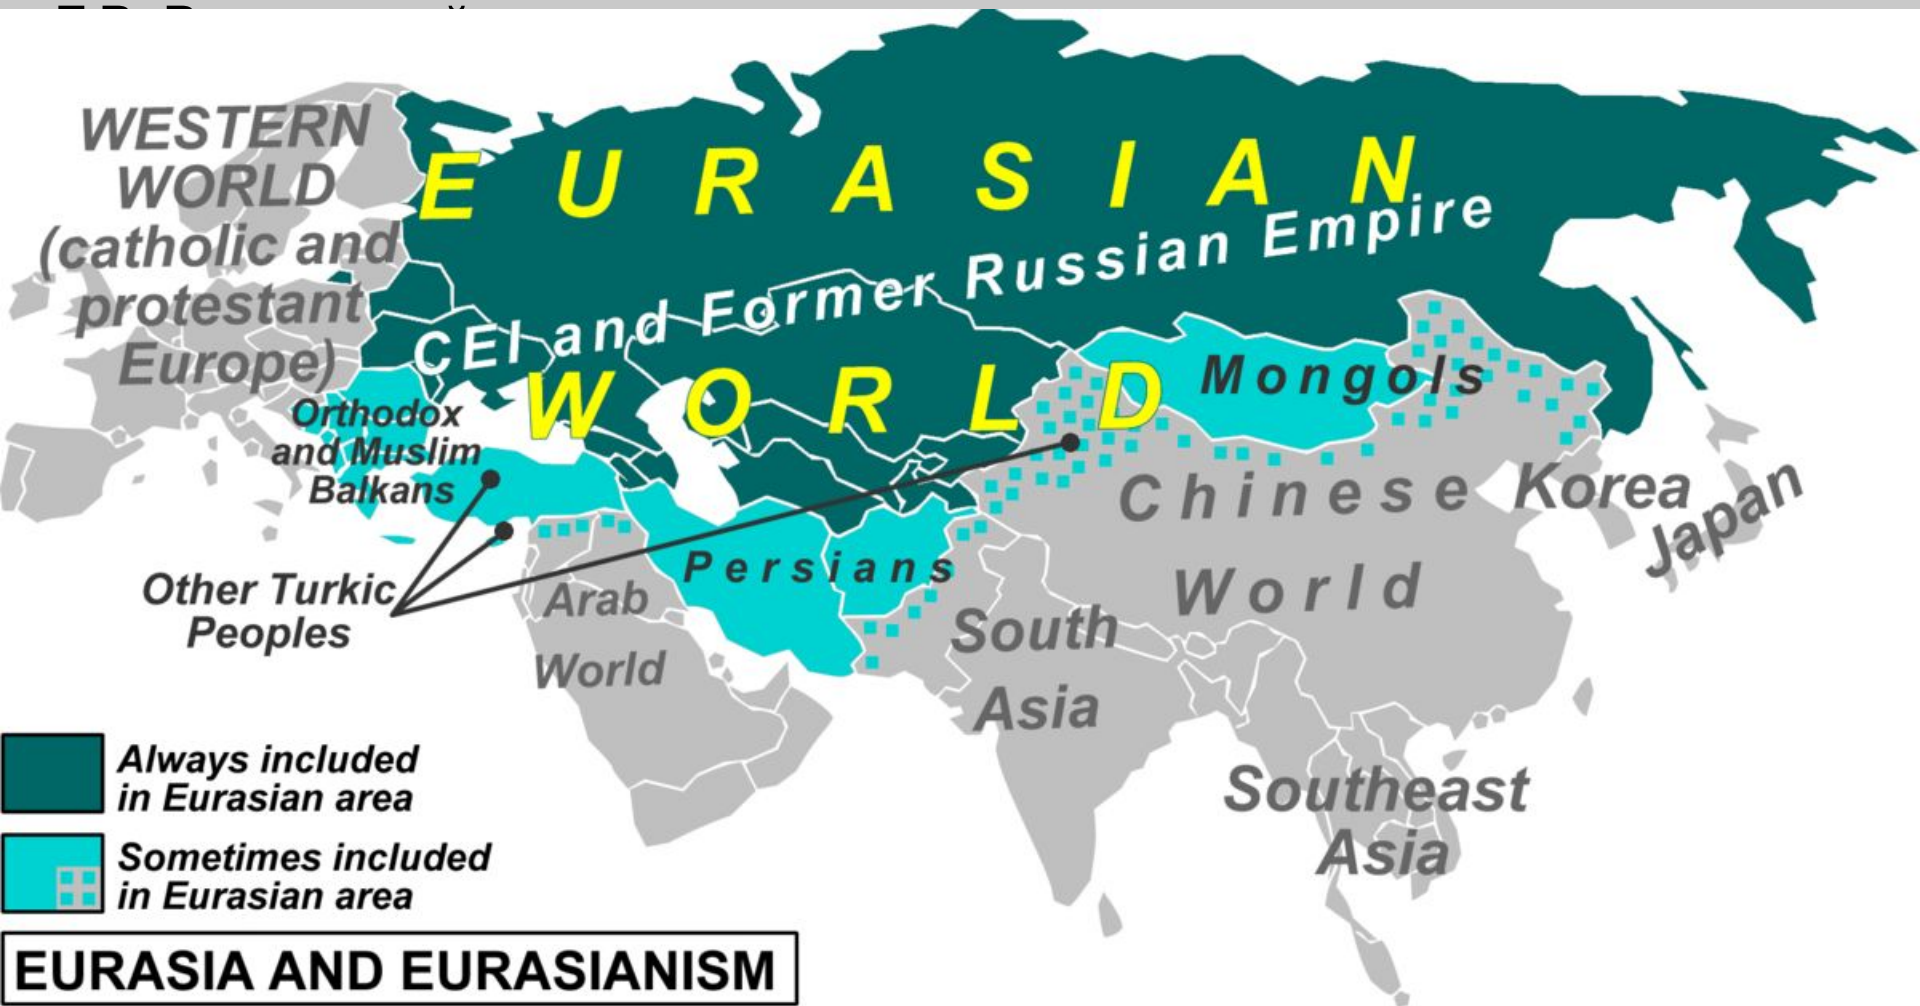 EURASIAN
WORLD
CEI and Former Russian Empire
WESTERN
WORLD
(catholic and
protestant
Europe)
Orthodox
and Muslim
Balkans
Other Turkic
Peoples
Mongols
Persians
Arab
World
Chinese
World
Korea
Japan
South
Asia
Southeast
Asia
Always included
in Eurasian area
Sometimes included
in Eurasian area
EURASIA AND EURASIANISM